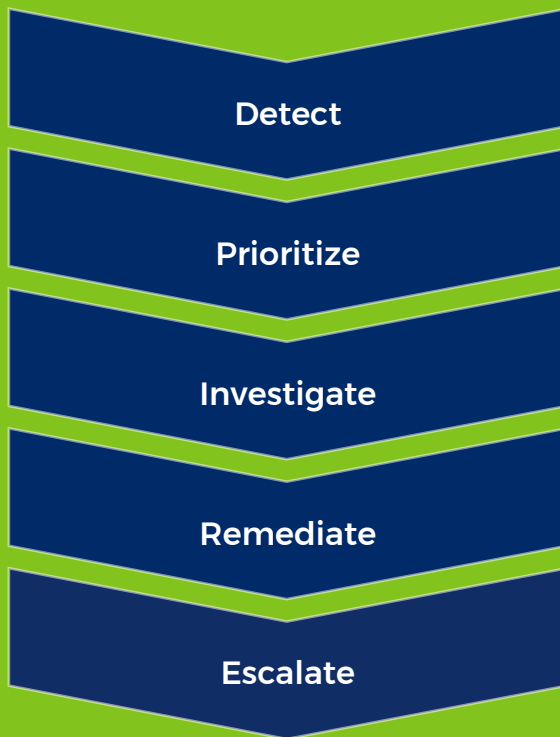 Detect
Prioritize
Investigate
Remediate
Escalate